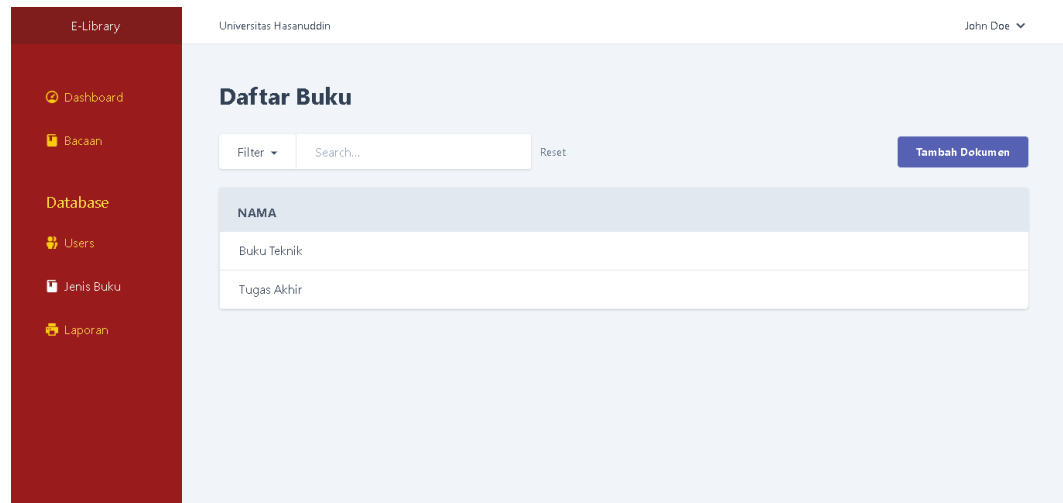 E-Library
Universitas Hasanuddin
John Doe
Dashboard
Bacaan
Database
Users
Jenis Buku
Laporan
Daftar Buku
Filter
Search...
Reset
Tambah Dokumen
NAMA
Buku Teknik
Tugas Akhir